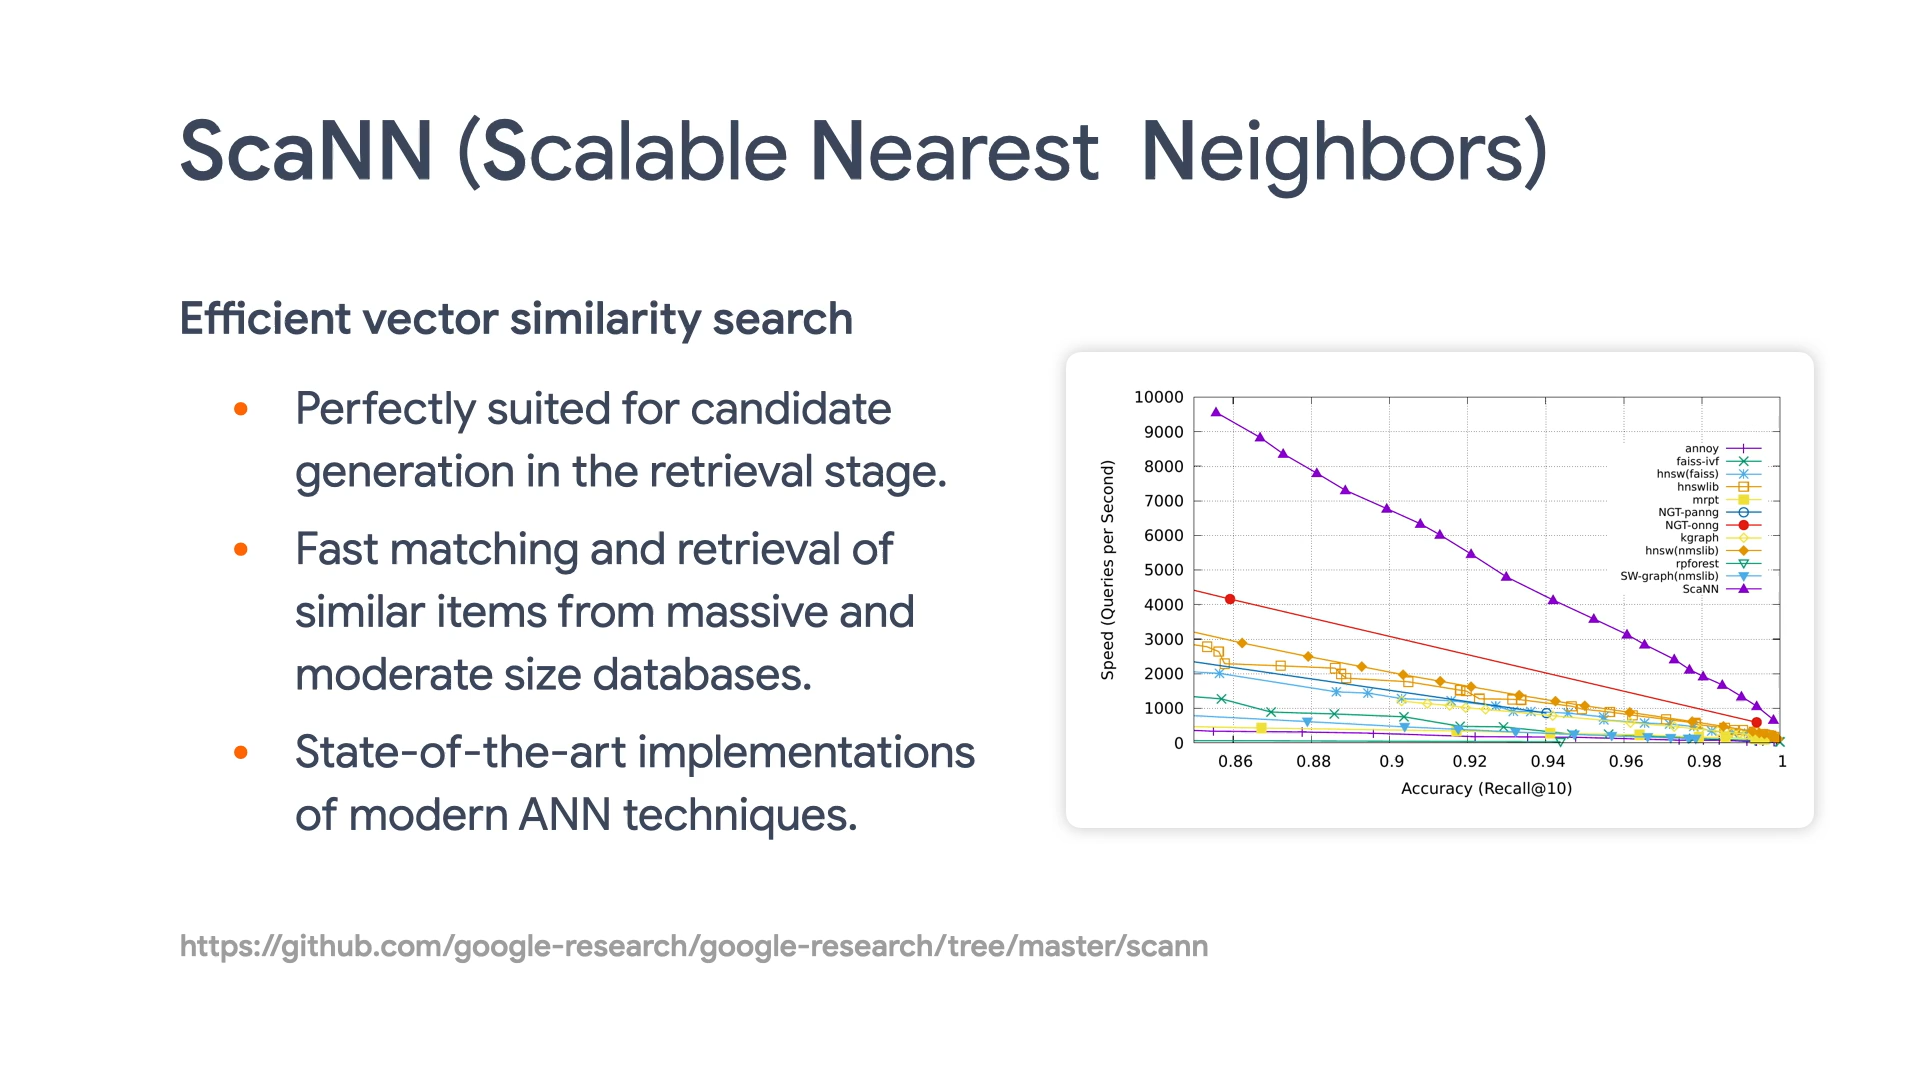 ScaNN (Scalable Nearest  Neighbors)
Efficient vector similarity search
• Perfectly suited for candidate
generation in the retrieval stage.
• Fast matching and retrieval of
similar items from massive and
moderate size databases.
• State-of-the-art implementations
of modern ANN techniques.
10000
9000
8000
7000
6000
5000
4000
3000
2000
1000
0
Speed (Queries per Second)
annoy
faiss-ivf
hnsw(faiss)
hnswlib
mrpt
NGT-panng
NGT-onng
kgraph
hnsw(nmslib)
rpforest
SW-graph(nmslib)
ScaNN
0.86 0.88 0.9 0.92 0.94 0.96 0.98 1
Accuracy (Recall@10)
https://github.com/google-research/google-research/tree/master/scann